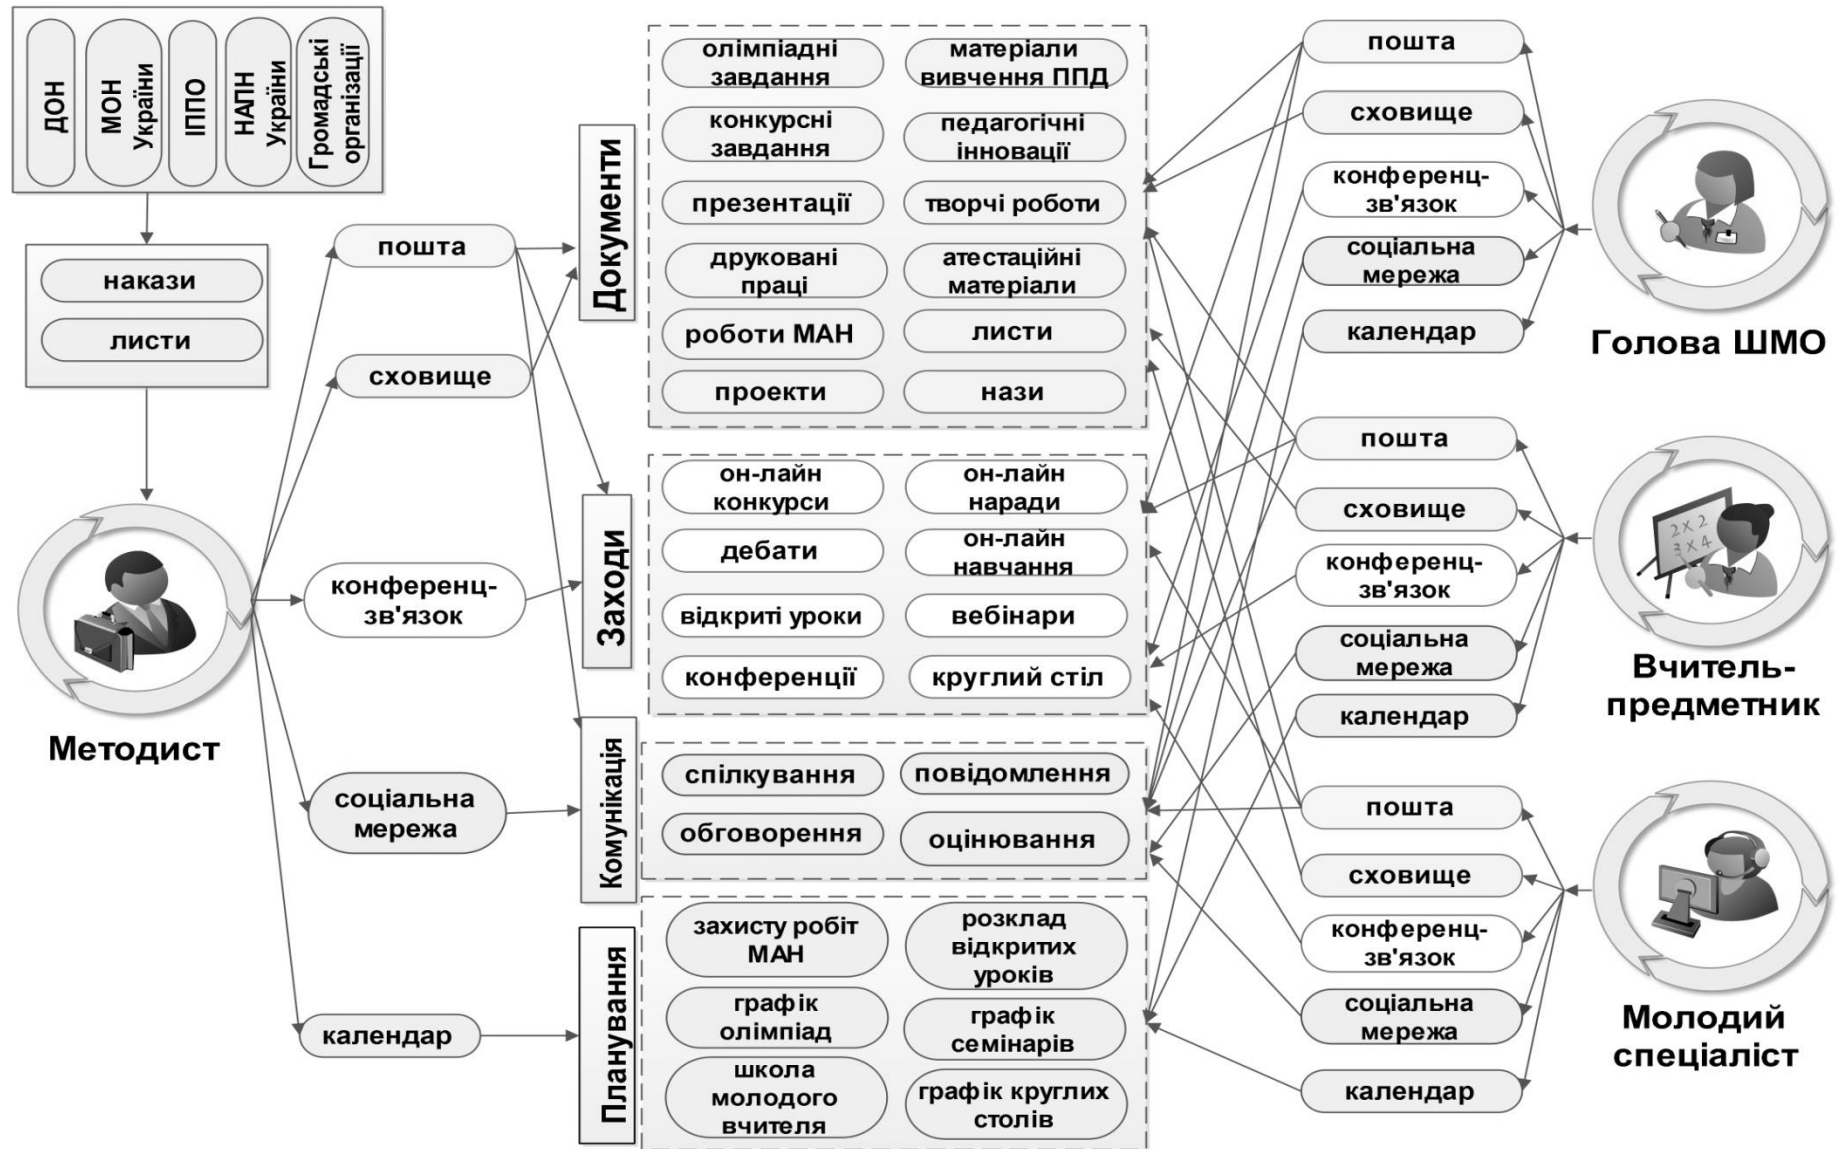 ДОН
МОН
України
ІППО
НАПН
України
Громадські
організації
накази
листи
Методист
пошта
сховище
конференц-
зв'язок
соціальна
мережа
календар
Документи
олімпіадні
завдання
матеріали
вивчення ППД
конкурсні
завдання
педагогічні
інновації
презентації
творчі роботи
друковані
праці
атестаційні
матеріали
роботи МАН
листи
проекти
нази
Заходи
он-лайн
конкурси
он-лайн
наради
дебати
он-лайн
навчання
відкриті уроки
вебінари
конференції
круглий стіл
Комунікація
спілкування
повідомлення
обговорення
оцінювання
Планування
захисту робіт
МАН
розклад
відкритих
уроків
графік
олімпіад
графік
семінарів
школа
молодого
вчителя
графік круглих
столів
пошта
сховище
конференц-
зв'язок
соціальна
мережа
календар
Голова ШМО
пошта
сховище
конференц-
зв'язок
соціальна
мережа
календар
2 x 2
3 x 4
Вчитель-
предметник
пошта
сховище
конференц-
зв'язок
соціальна
мережа
календар
Молодий
спеціаліст